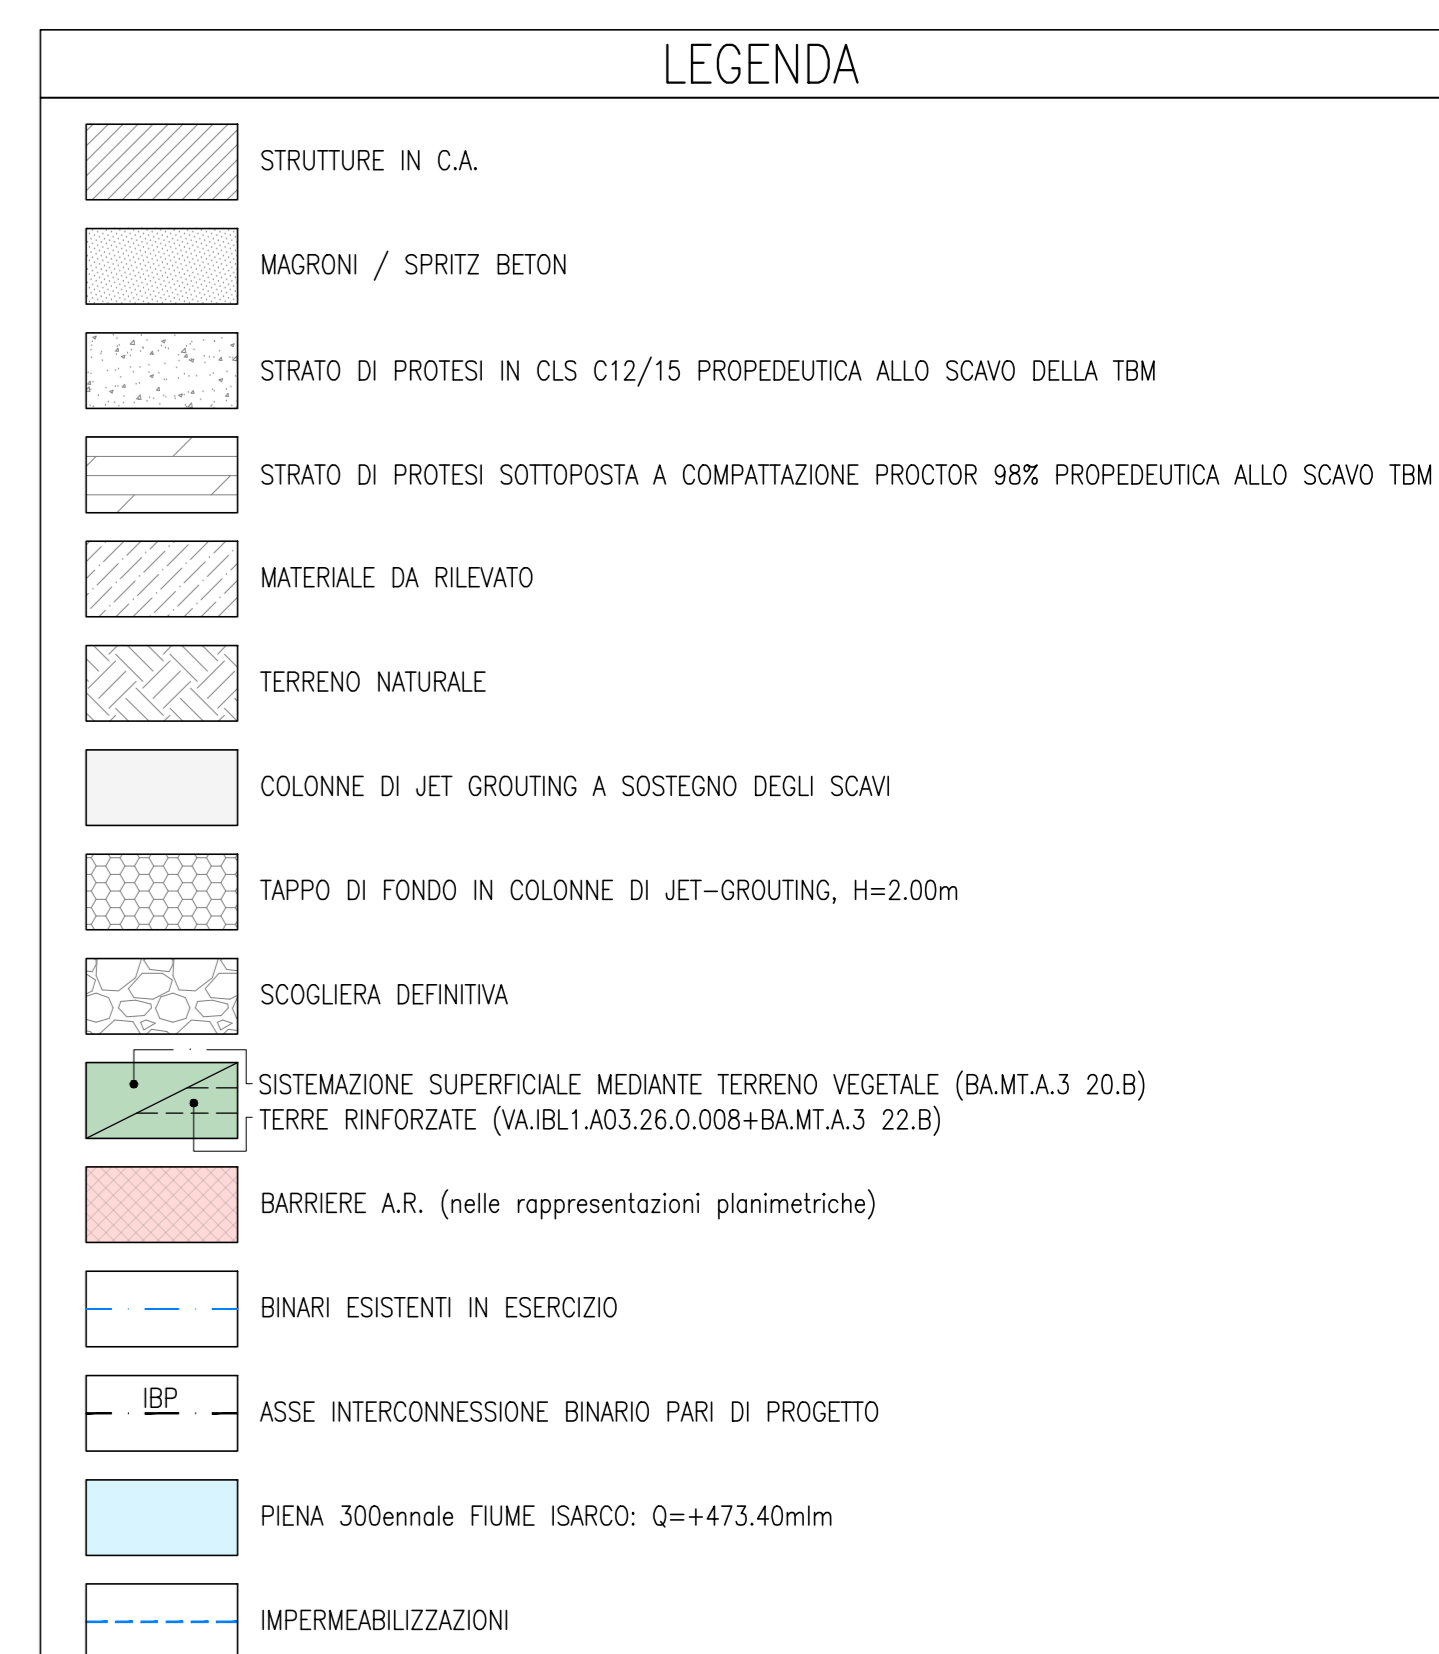 LEGENDA
STRUTTURE IN C.A.
MAGRONI / SPRITZ BETON
STRATO DI PROTESI IN CLS C12/15 PROPEDEUTICA ALLO SCAVO DELLA TBM
STRATO DI PROTESI SOTTOPOSTA A COMPATTAZIONE PROCTOR 98% PROPEDEUTICA ALLO SCAVO TBM
MATERIALE DA RILEVATO
TERRENO NATURALE
COLONNE DI JET GROUTING A SOSTEGNO DEGLI SCAVI
TAPPO DI FONDO IN COLONNE DI JET-GROUTING, H=2.00m
SCOGLIERA DEFINITIVA
SISTEMAZIONE SUPERFICIALE MEDIANTE TERRENO VEGETALE (BA.MT.A.3 20.B)
TERRE RINFORZATE (VA.IBL1.A03.26.O.008+BA.MT.A.3 22.B)
BARRIERE A.R. (nelle rappresentazioni planimetriche)
BINARI ESISTENTI IN ESERCIZIO
IBP
ASSE INTERCONNESSIONE BINARIO PARI DI PROGETTO
PIENA 300ennale FIUME ISARCO: Q=+473.40mlm
IMPERMEABILIZZAZIONI